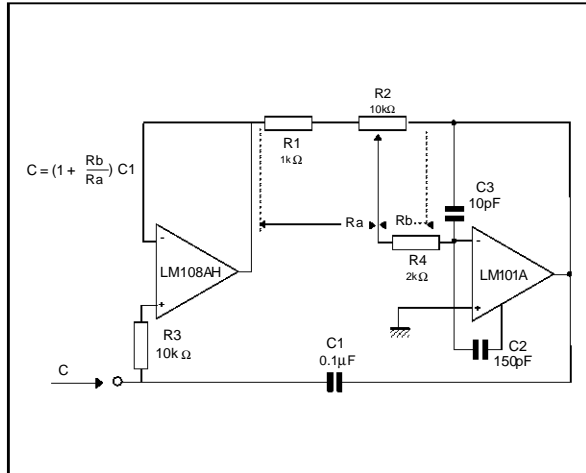 R2
10kΩ
R1
1kΩ
C = (1 + Rb/Ra) C1
C3
10pF
Ra
Rb
-
LM108AH
+
R4
2kΩ
-
LM101A
+
R3
10kΩ
C1
0.1µF
C2
150pF
C